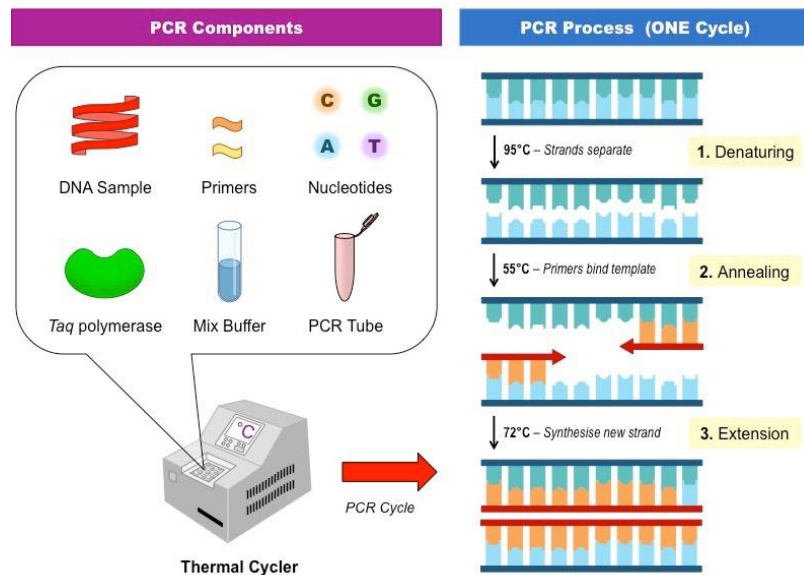 PCR Components
DNA Sample
Primers
C
G
A
T
Nucleotides
Taq polymerase
Mix Buffer
PCR Tube
°C
Thermal Cycler
PCR Cycle
PCR Process (ONE Cycle)
95°C – Strands separate
1. Denaturing
55°C – Primers bind template
2. Annealing
72°C – Synthesise new strand
3. Extension